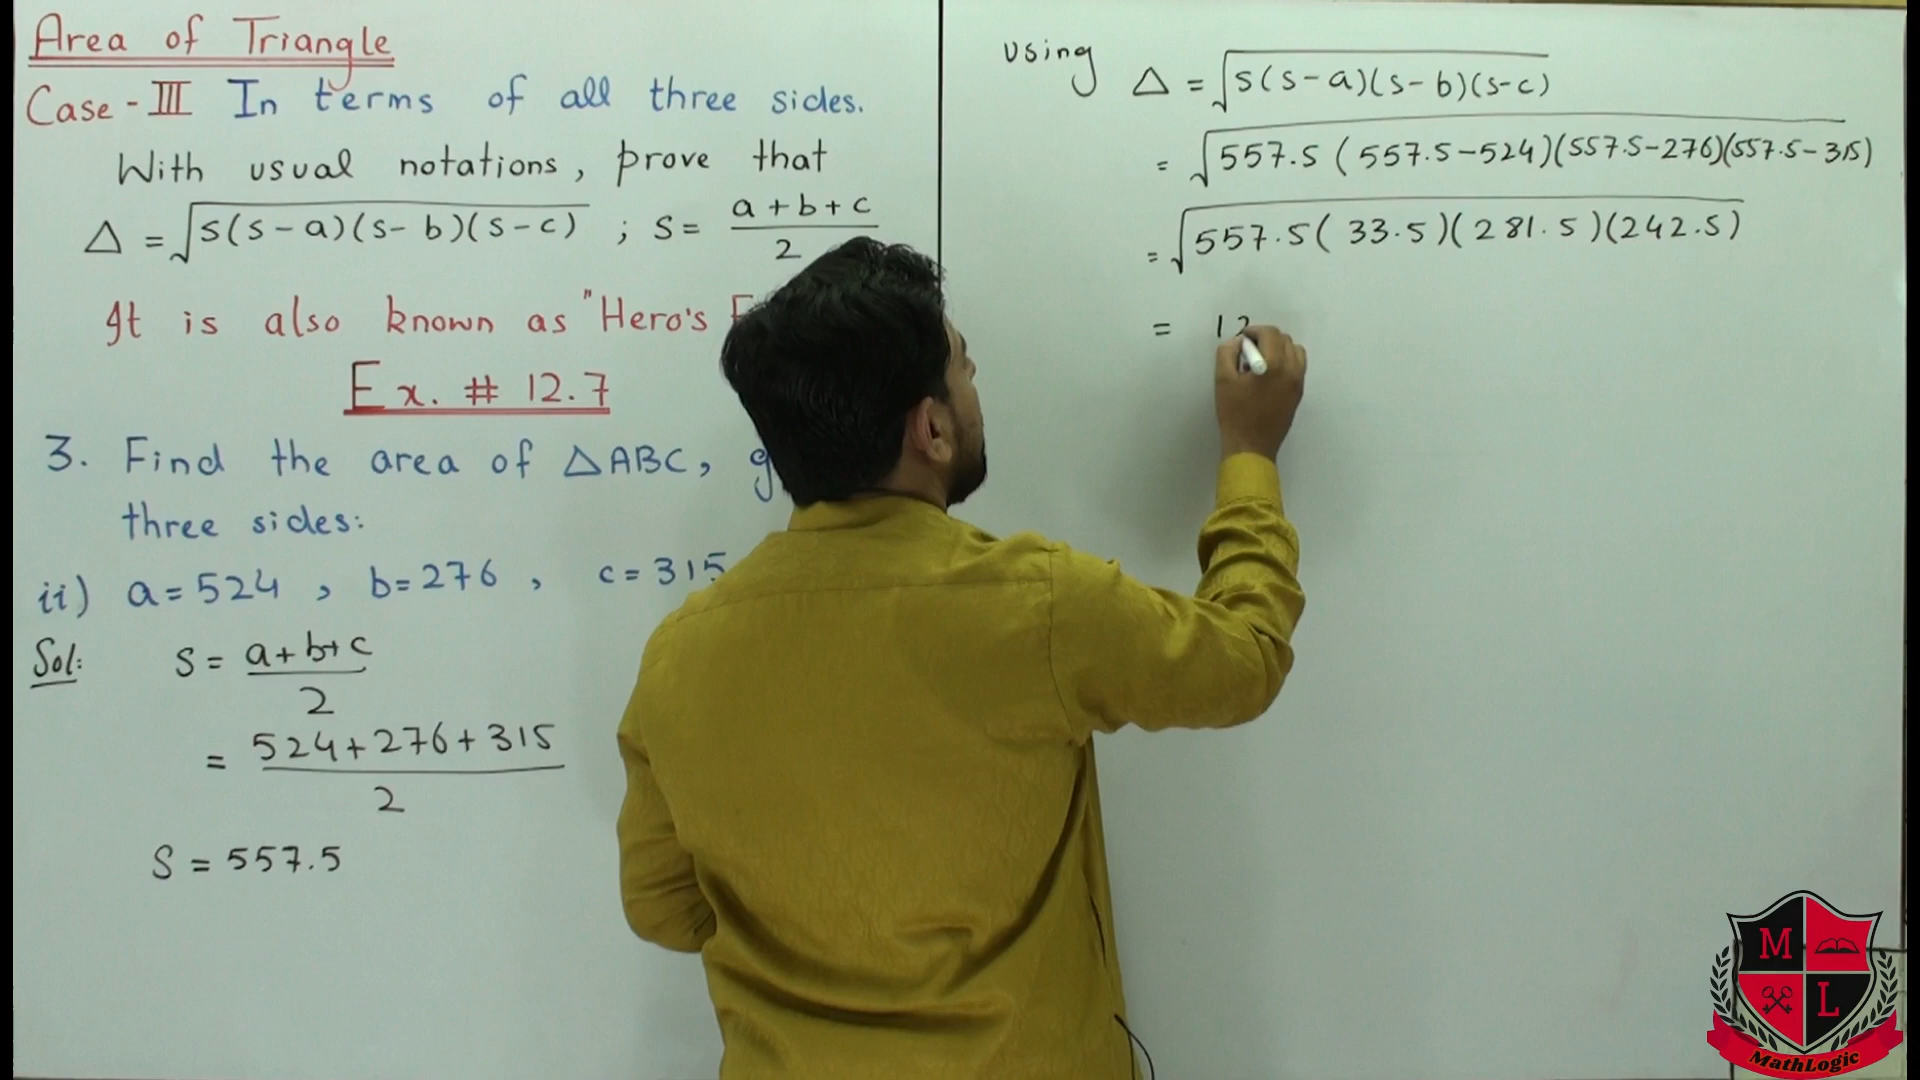 Area of Triangle
Case - III In terms of all three sides.
With usual notations, prove that
Δ = √s(s-a)(s-b)(s-c) ; s = a+b+c / 2
It is also known as "Hero's
Ex. # 12.7
3. Find the area of △ABC,
three sides:
ii) a=524, b=276, c=315
Sol: S = a+b+c / 2
= 524+276+315 / 2
S = 557.5
using Δ = √s(s-a)(s-b)(s-c)
= √557.5 (557.5-524)(557.5-276)(557.5-315)
= √557.5(33.5)(281.5)(242.5)
= 12
M L
MathLogic